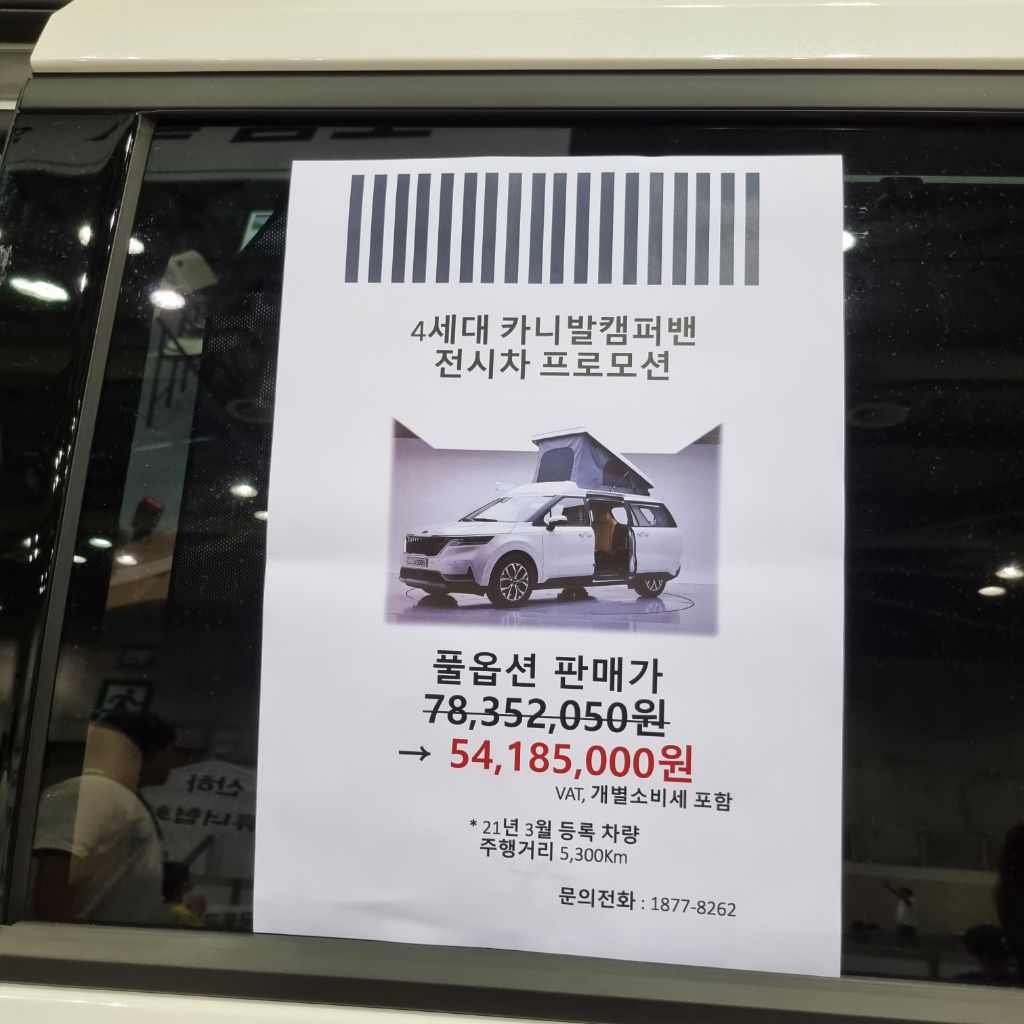 4세대 카니발캠퍼밴
전시차 프로모션
풀옵션 판매가
78,352,050원
→ 54,185,000원
VAT, 개별소비세 포함
* 21년 3월 등록 차량
주행거리 5,300Km
문의전화 : 1877-8262